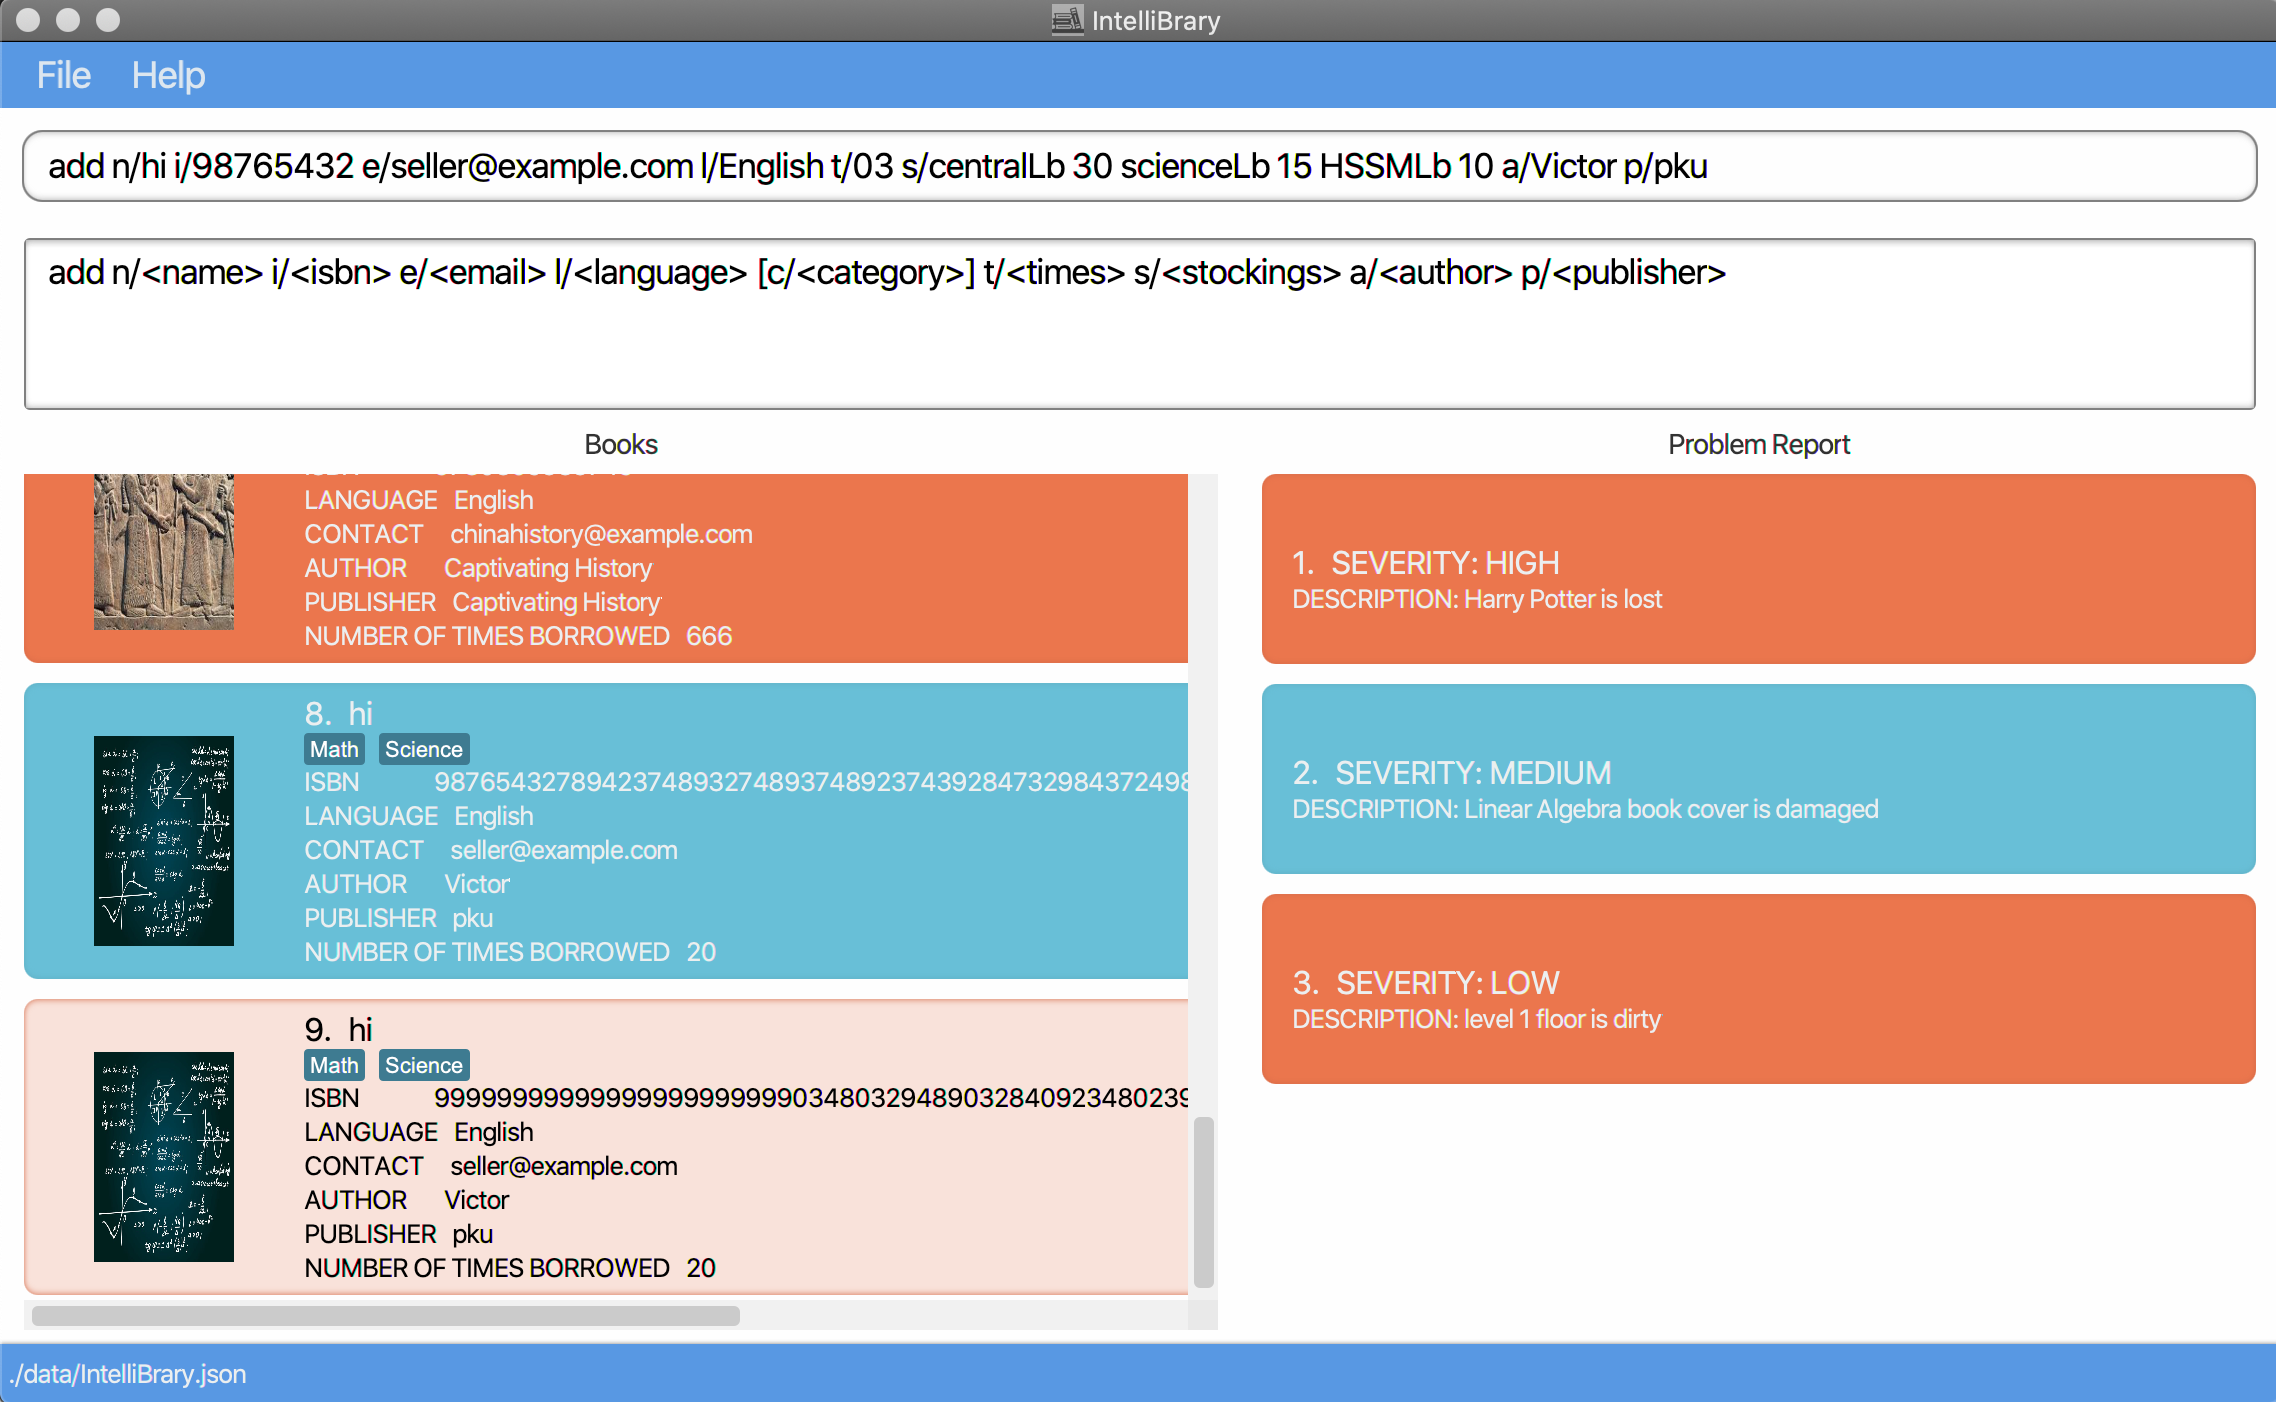 IntelliBrary
File Help
add n/hi i/98765432 e/seller@example.com l/English t/03 s/centralLb 30 scienceLb 15 HSSMLb 10 a/Victor p/pku
add n/<name> i/<isbn> e/<email> l/<language> [c/<category>] t/<times> s/<stockings> a/<author> p/<publisher>
Books
LANGUAGE English
CONTACT chinahistory@example.com
AUTHOR Captivating History
PUBLISHER Captivating History
NUMBER OF TIMES BORROWED 666
8. hi
Math Science
ISBN
LANGUAGE English
CONTACT seller@example.com
AUTHOR Victor
PUBLISHER pku
NUMBER OF TIMES BORROWED 20
9. hi
Math Science
ISBN
LANGUAGE English
CONTACT seller@example.com
AUTHOR Victor
PUBLISHER pku
NUMBER OF TIMES BORROWED 20
Problem Report
1. SEVERITY: HIGH
DESCRIPTION: Harry Potter is lost
2. SEVERITY: MEDIUM
DESCRIPTION: Linear Algebra book cover is damaged
3. SEVERITY: LOW
DESCRIPTION: level 1 floor is dirty
./data/IntelliBrary.json